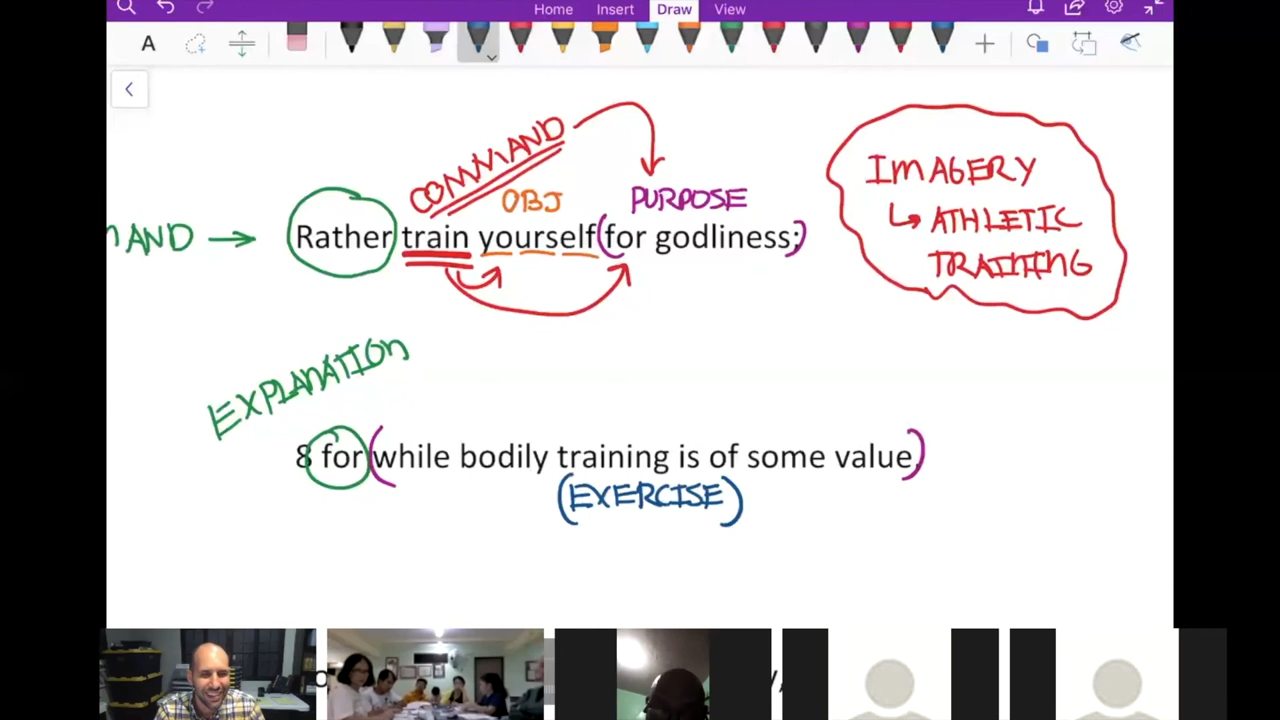 Home Insert Draw View
A
COMMAND
IMAGERY
OBJ PURPOSE
↳ ATHLETIC
AND → Rather train yourself (for godliness;)
TRAINING
EXPLANATION
8 for (while bodily training is of some value,)
(EXERCISE)